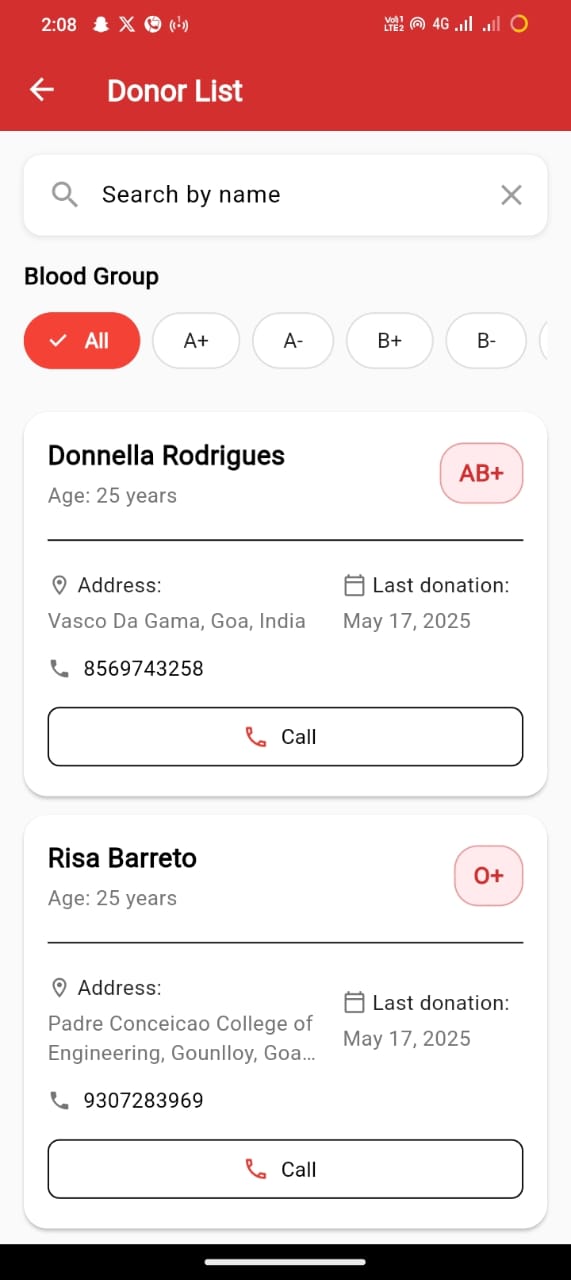 2:08
Vo)) 1
LTE2
4G
Donor List
Search by name
Blood Group
All A+ A- B+ B-
Donnella Rodrigues
AB+
Age: 25 years
Address:
Vasco Da Gama, Goa, India
Last donation:
May 17, 2025
8569743258
Call
Risa Barreto
O+
Age: 25 years
Address:
Padre Conceicao College of
Engineering, Gounlloy, Goa...
Last donation:
May 17, 2025
9307283969
Call